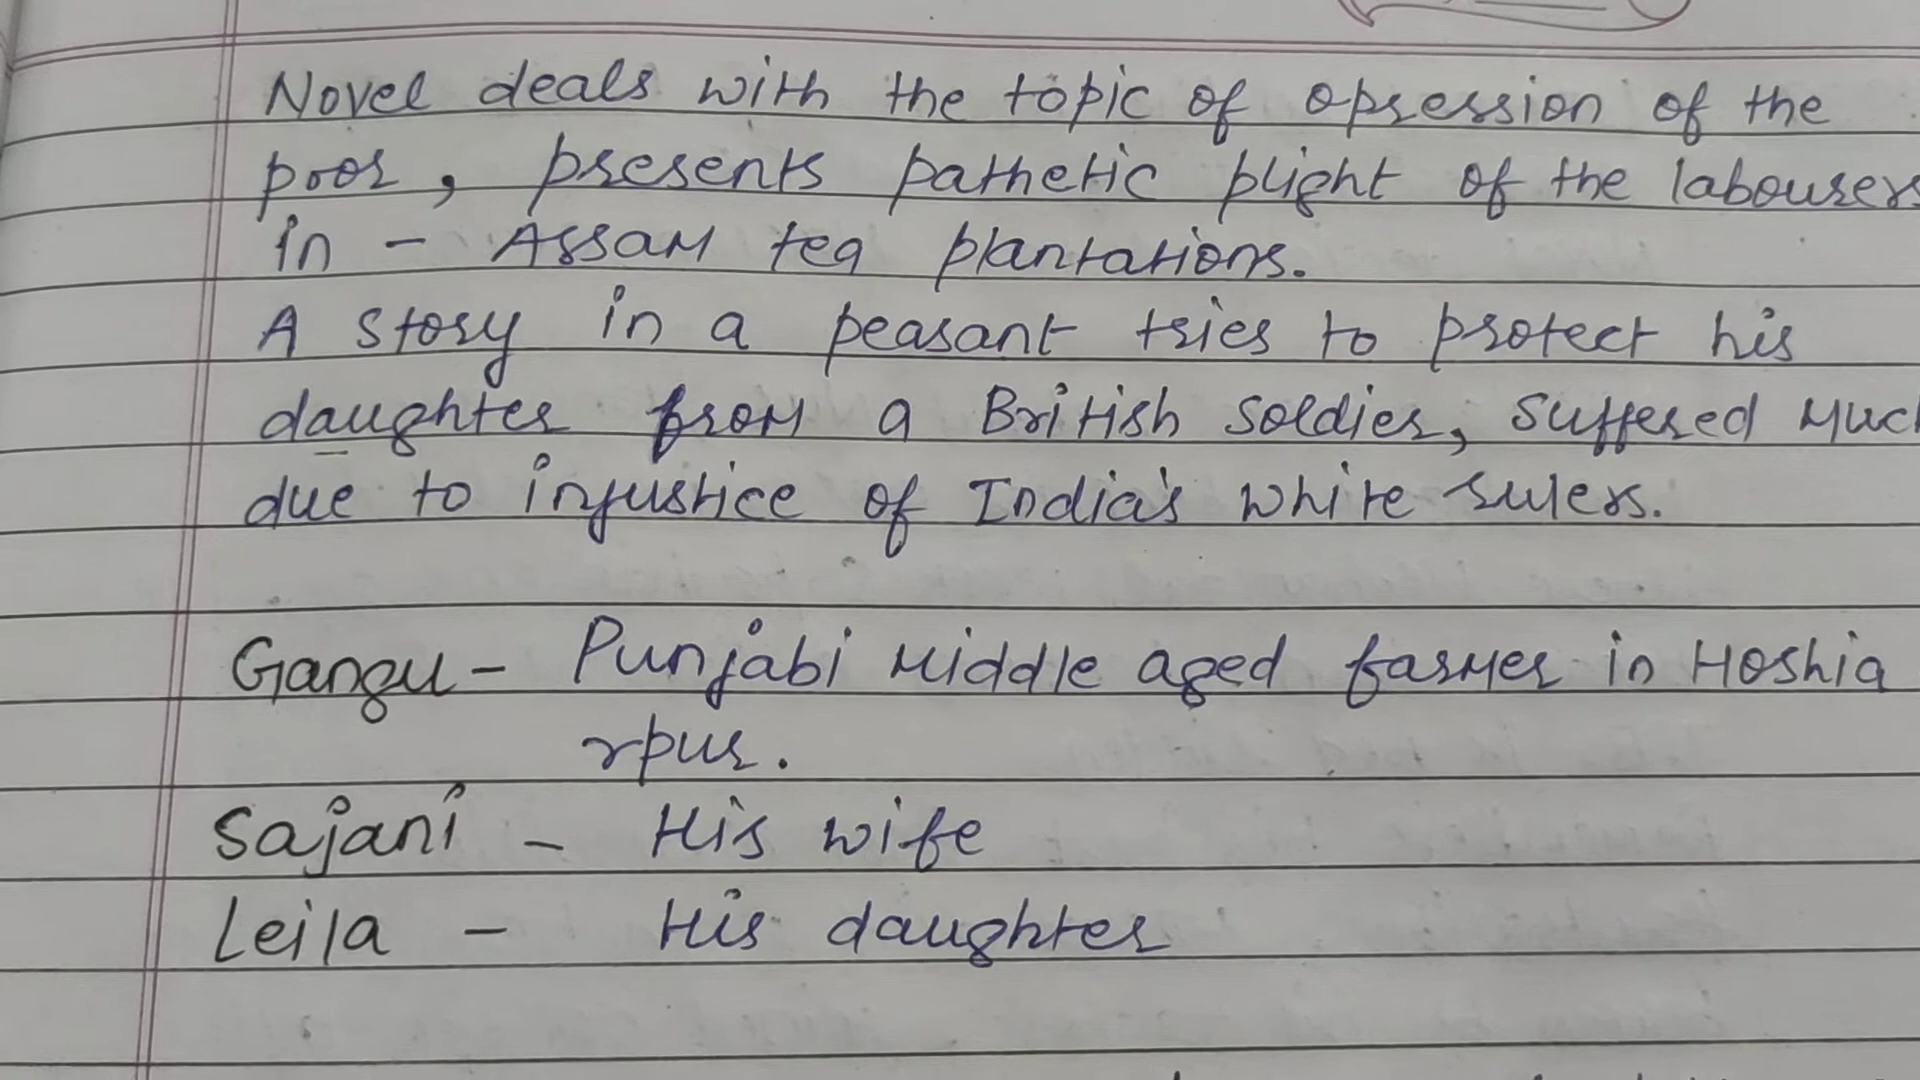 Novel deals with the topic of opression of the
poor, presents pathetic plight of the labourers
in - Assam tea plantations.
A story in a peasant tries to protect his
daughter from a British soldier, suffered much
due to injustice of India's white rulers.
Gangu - Punjabi middle aged farmer in Hoshia
rpur.
Sajani - His wife
Leila - His daughter